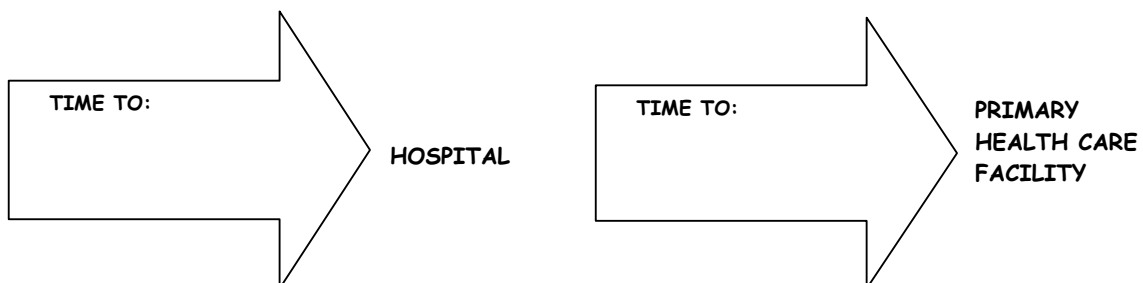 TIME TO:
HOSPITAL
TIME TO:
PRIMARY
HEALTH CARE
FACILITY